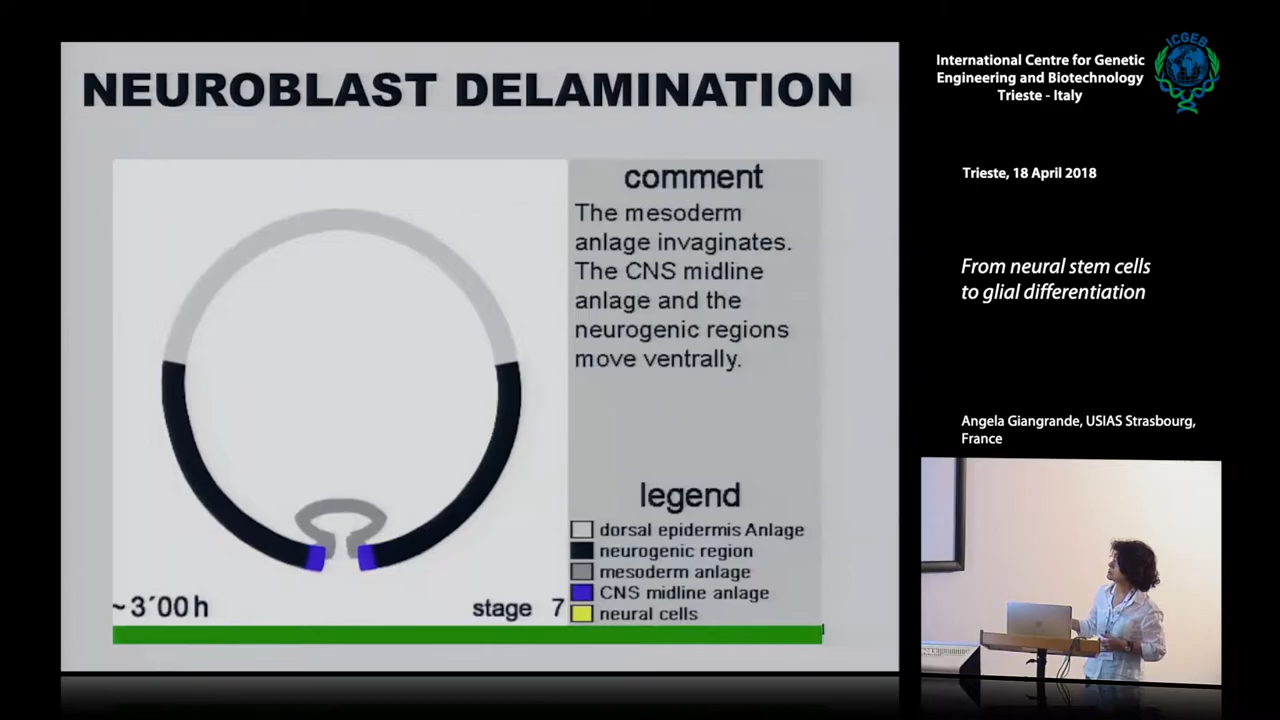 NEUROBLAST DELAMINATION
comment
The mesoderm
anlage invaginates.
The CNS midline
anlage and the
neurogenic regions
move ventrally.
legend
dorsal epidermis Anlage
neurogenic region
mesoderm anlage
CNS midline anlage
neural cells
~3´00h
stage 7
International Centre for Genetic
Engineering and Biotechnology
Trieste - Italy
ICGEB
Trieste, 18 April 2018
From neural stem cells
to glial differentiation
Angela Giangrande, USIAS Strasbourg,
France